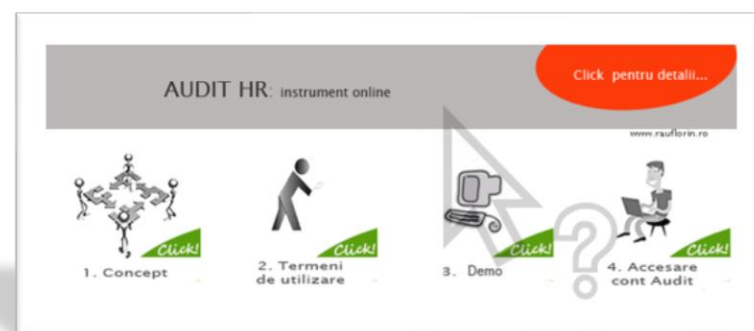 AUDIT HR: instrument online
Click pentru detalii...
www.rauflorin.ro
Click!
1. Concept
Click!
2. Termeni
de utilizare
Click!
3. Demo
Click!
4. Accesare
cont Audit